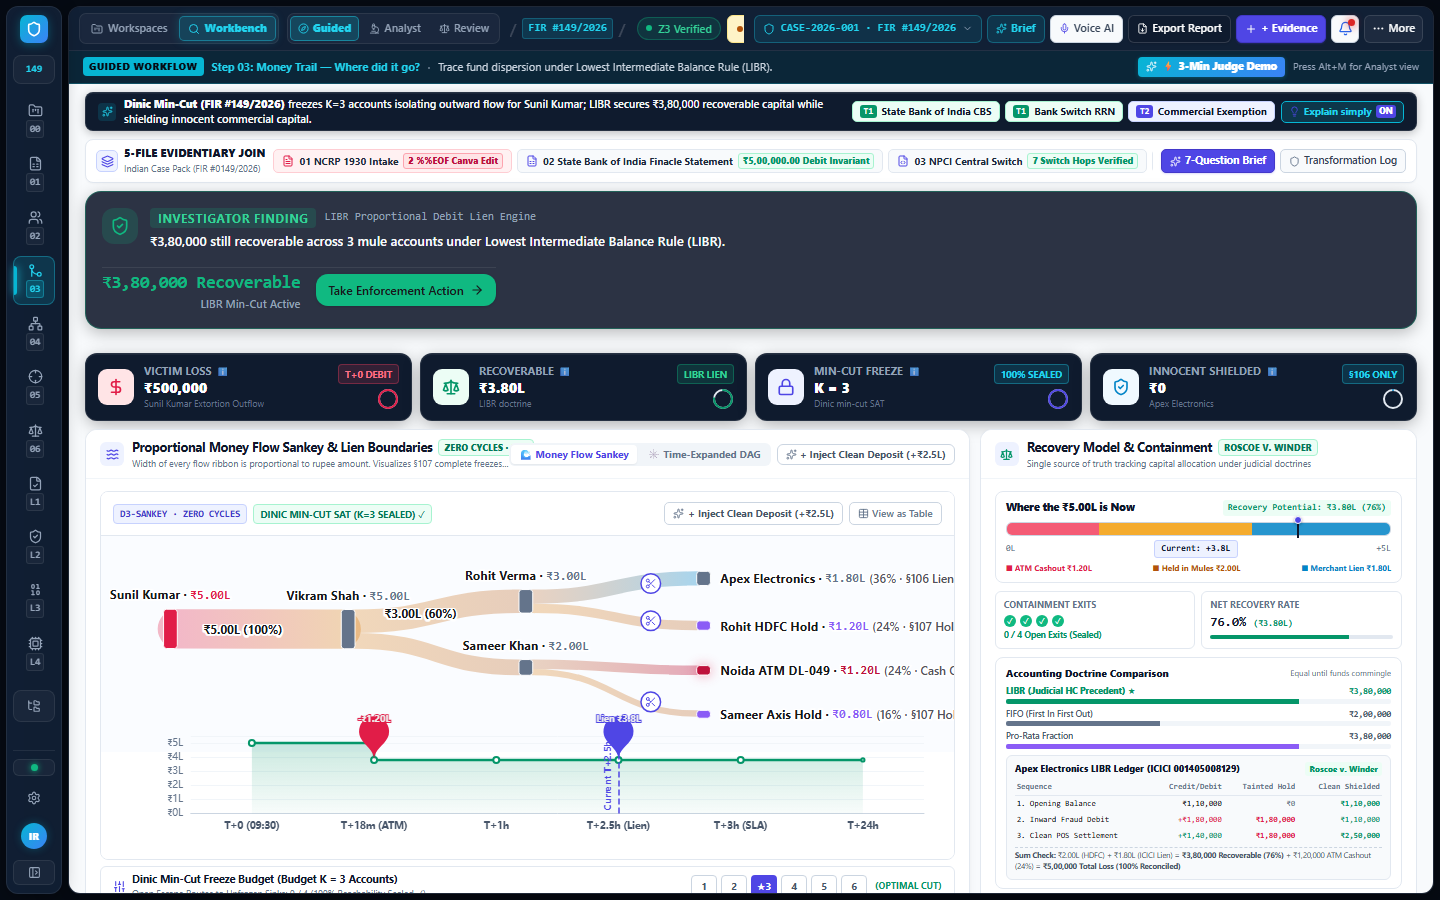 Workspaces
Workbench
Guided
Analyst
Review
/
FIR #149/2026
/
Z3 Verified
CASE-2026-001 · FIR #149/2026
Brief
Voice AI
Export Report
+ Evidence
More
149
GUIDED WORKFLOW
Step 03: Money Trail — Where did it go?
· Trace fund dispersion under Lowest Intermediate Balance Rule (LIBR).
3-Min Judge Demo
Press Alt+M for Analyst view
00
01
02
03
04
05
06
L1
L2
L3
L4
IR
Dinic Min-Cut (FIR #149/2026) freezes K=3 accounts isolating outward flow for Sunil Kumar; LIBR secures ₹3,80,000 recoverable capital while
shielding innocent commercial capital.
T1 State Bank of India CBS
T1 Bank Switch RRN
T2 Commercial Exemption
Explain simply ON
5-FILE EVIDENTIARY JOIN
Indian Case Pack (FIR #0149/2026)
01 NCRP 1930 Intake
2 %%EOF Canva Edit
02 State Bank of India Finacle Statement
₹5,00,000.00 Debit Invariant
03 NPCI Central Switch
7 Switch Hops Verified
7-Question Brief
Transformation Log
INVESTIGATOR FINDING
LIBR Proportional Debit Lien Engine
₹3,80,000 still recoverable across 3 mule accounts under Lowest Intermediate Balance Rule (LIBR).
₹3,80,000 Recoverable
LIBR Min-Cut Active
Take Enforcement Action →
VICTIM LOSS
₹500,000
Sunil Kumar Extortion Outflow
T+0 DEBIT
RECOVERABLE
₹3.80L
LIBR doctrine
LIBR LIEN
MIN-CUT FREEZE
K = 3
Dinic min-cut SAT
100% SEALED
INNOCENT SHIELDED
₹0
Apex Electronics
§106 ONLY
Proportional Money Flow Sankey & Lien Boundaries
ZERO CYCLES ·
Width of every flow ribbon is proportional to rupee amount. Visualizes §107 complete freezes...
Money Flow Sankey
Time-Expanded DAG
+ Inject Clean Deposit (+₹2.5L)
D3-SANKEY · ZERO CYCLES
DINIC MIN-CUT SAT (K=3 SEALED) ✓
+ Inject Clean Deposit (+₹2.5L)
View as Table
Sunil Kumar · ₹5.00L
₹5.00L (100%)
Vikram Shah · ₹5.00L
₹3.00L (60%)
Rohit Verma · ₹3.00L
Sameer Khan · ₹2.00L
Apex Electronics · ₹1.80L (36% · §106 Lien
Rohit HDFC Hold · ₹1.20L (24% · §107 Hol
Noida ATM DL-049 · ₹1.20L (24% · Cash C
Sameer Axis Hold · ₹0.80L (16% · §107 Hol
-₹1.20L
Lien ₹3.8L
Current T+2.5h
₹5L
₹4L
₹3L
₹2L
₹1L
₹0L
T+0 (09:30)
T+18m (ATM)
T+1h
T+2.5h (Lien)
T+3h (SLA)
T+24h
Dinic Min-Cut Freeze Budget (Budget K = 3 Accounts)
1
2
★3
4
5
6
(OPTIMAL CUT)
Recovery Model & Containment
ROSCOE V. WINDER
Single source of truth tracking capital allocation under judicial doctrines
Where the ₹5.00L is Now
Recovery Potential: ₹3.80L (76%)
0L
Current: +3.8L
+5L
ATM Cashout ₹1.20L
Held in Mules ₹2.00L
Merchant Lien ₹1.80L
CONTAINMENT EXITS
0 / 4 Open Exits (Sealed)
NET RECOVERY RATE
76.0% (₹3.80L)
Accounting Doctrine Comparison
Equal until funds commingle
LIBR (Judicial HC Precedent) ★
₹3,80,000
FIFO (First In First Out)
₹2,00,000
Pro-Rata Fraction
₹3,80,000
Apex Electronics LIBR Ledger (ICICI 001405008129)
Roscoe v. Winder
Sequence Credit/Debit Tainted Hold Clean Shielded
1. Opening Balance ₹1,10,000 ₹0 ₹1,10,000
2. Inward Fraud Debit +₹1,80,000 ₹1,80,000 ₹1,10,000
3. Clean POS Settlement +₹1,40,000 ₹1,80,000 ₹2,50,000
Sum Check: ₹2.00L (HDFC) + ₹1.80L (ICICI Lien) = ₹3,80,000 Recoverable (76%) + ₹1,20,000 ATM Cashout
(24%) = ₹5,00,000 Total Loss (100% Reconciled)